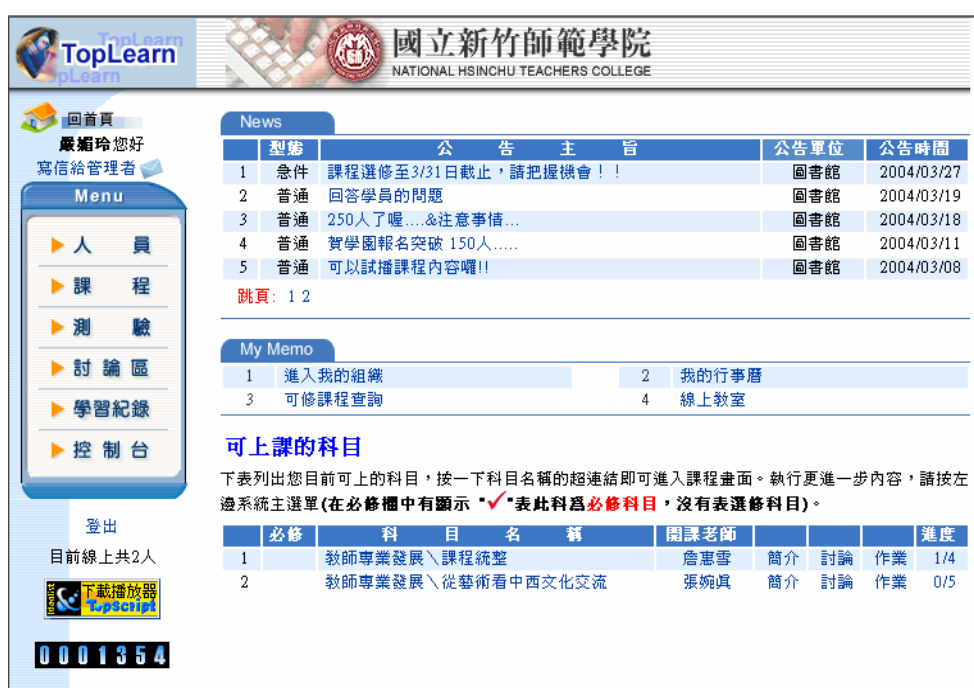 TopLearn
國立新竹師範學院
NATIONAL HSINCHU TEACHERS COLLEGE
回首頁
嚴媚玲您好
寫信給管理者
Menu
人 員
課 程
測 驗
討 論 區
學習紀錄
控 制 台
登出
目前線上共2人
下載播放器
TopScript
0001354
News
型態 公 告 主 旨 公告單位 公告時間
1 急件 課程選修至3/31日截止，請把握機會！！ 圖書館 2004/03/27
2 普通 回答學員的問題 圖書館 2004/03/19
3 普通 250人了喔....&注意事情... 圖書館 2004/03/18
4 普通 賀學園報名突破 150人..... 圖書館 2004/03/11
5 普通 可以試播課程內容囉!! 圖書館 2004/03/08
跳頁: 1 2
My Memo
1 進入我的組織 2 我的行事曆
3 可修課程查詢 4 線上教室
可上課的科目
下表列出您目前可上的科目，按一下科目名稱的超連結即可進入課程畫面。執行更進一步內容，請按左
邊系統主選單(在必修欄中有顯示 "✓"表此科爲必修科目，沒有表選修科目)。
必修 科 目 名 稱 開課老師 進度
1 教師專業發展＼課程統整 詹惠雪 簡介 討論 作業 1/4
2 教師專業發展＼從藝術看中西文化交流 張婉真 簡介 討論 作業 0/5